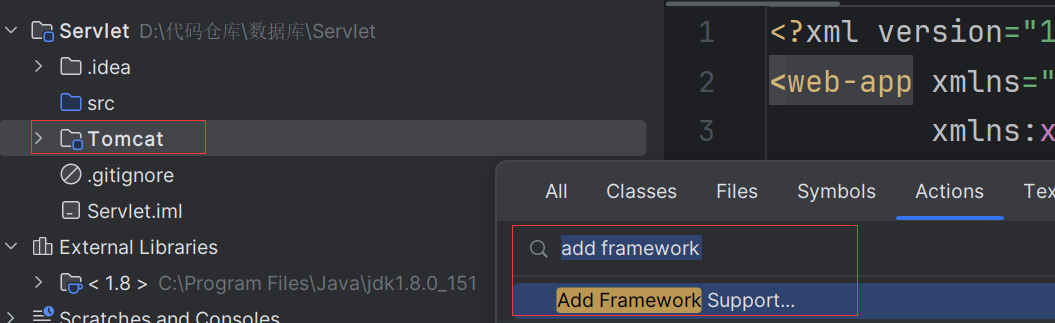 Servlet D:\代码仓库\数据库\Servlet
.idea
src
Tomcat
.gitignore
Servlet.iml
External Libraries
< 1.8 > C:\Program Files\Java\jdk1.8.0_151
Scratches and Consoles
1 <?xml version="1
2 <web-app xmlns="
3 xmlns:x
All Classes Files Symbols Actions Tex
add framework
Add Framework Support...